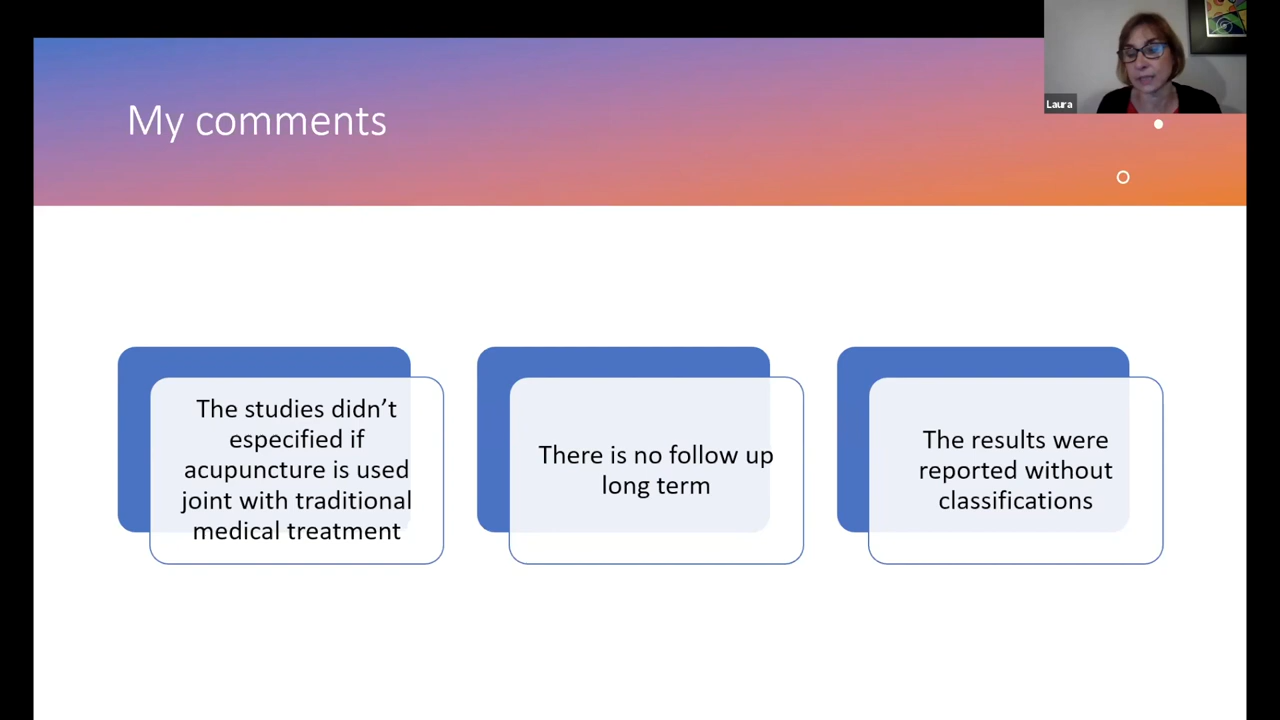 My comments
Laura
The studies didn’t
especified if
acupuncture is used
joint with traditional
medical treatment
There is no follow up
long term
The results were
reported without
classifications